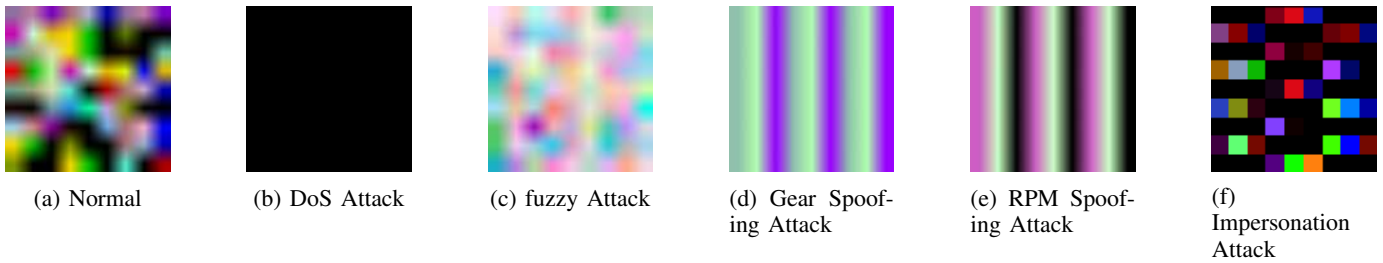 (a) Normal
(b) DoS Attack
(c) fuzzy Attack
(d) Gear Spoof-
ing Attack
(e) RPM Spoof-
ing Attack
(f)
Impersonation
Attack